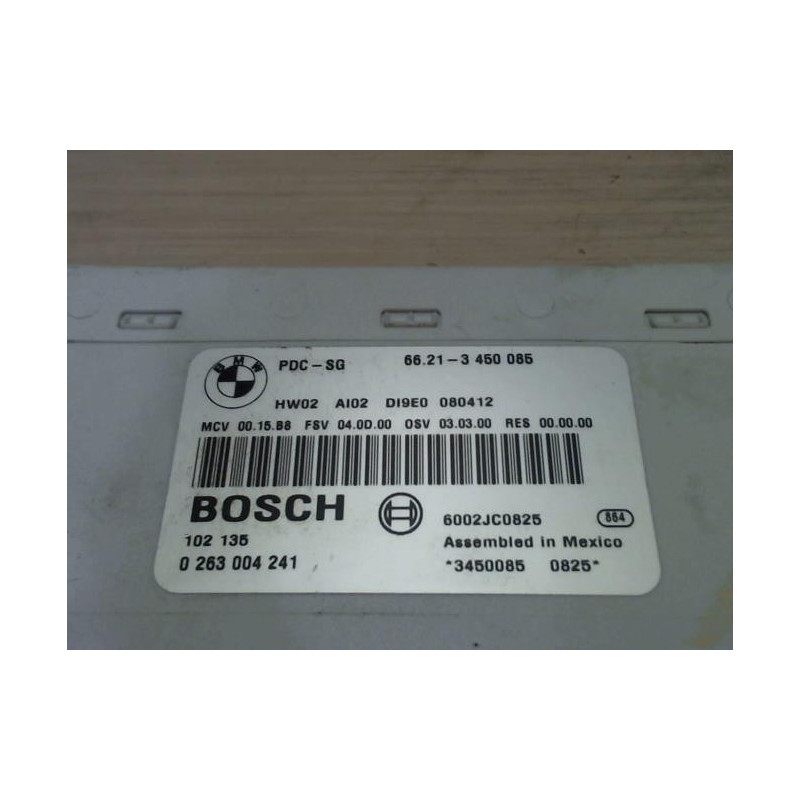 BMW PDC-SG 66.21-3 450 085
HW02 AI02 DI9E0 080412
MCV 00.15.B8 FSV 04.0D.00 OSV 03.03.00 RES 00.00.00
BOSCH 6002JC0825 864
102 135 Assembled in Mexico
0 263 004 241 *3450085 0825*